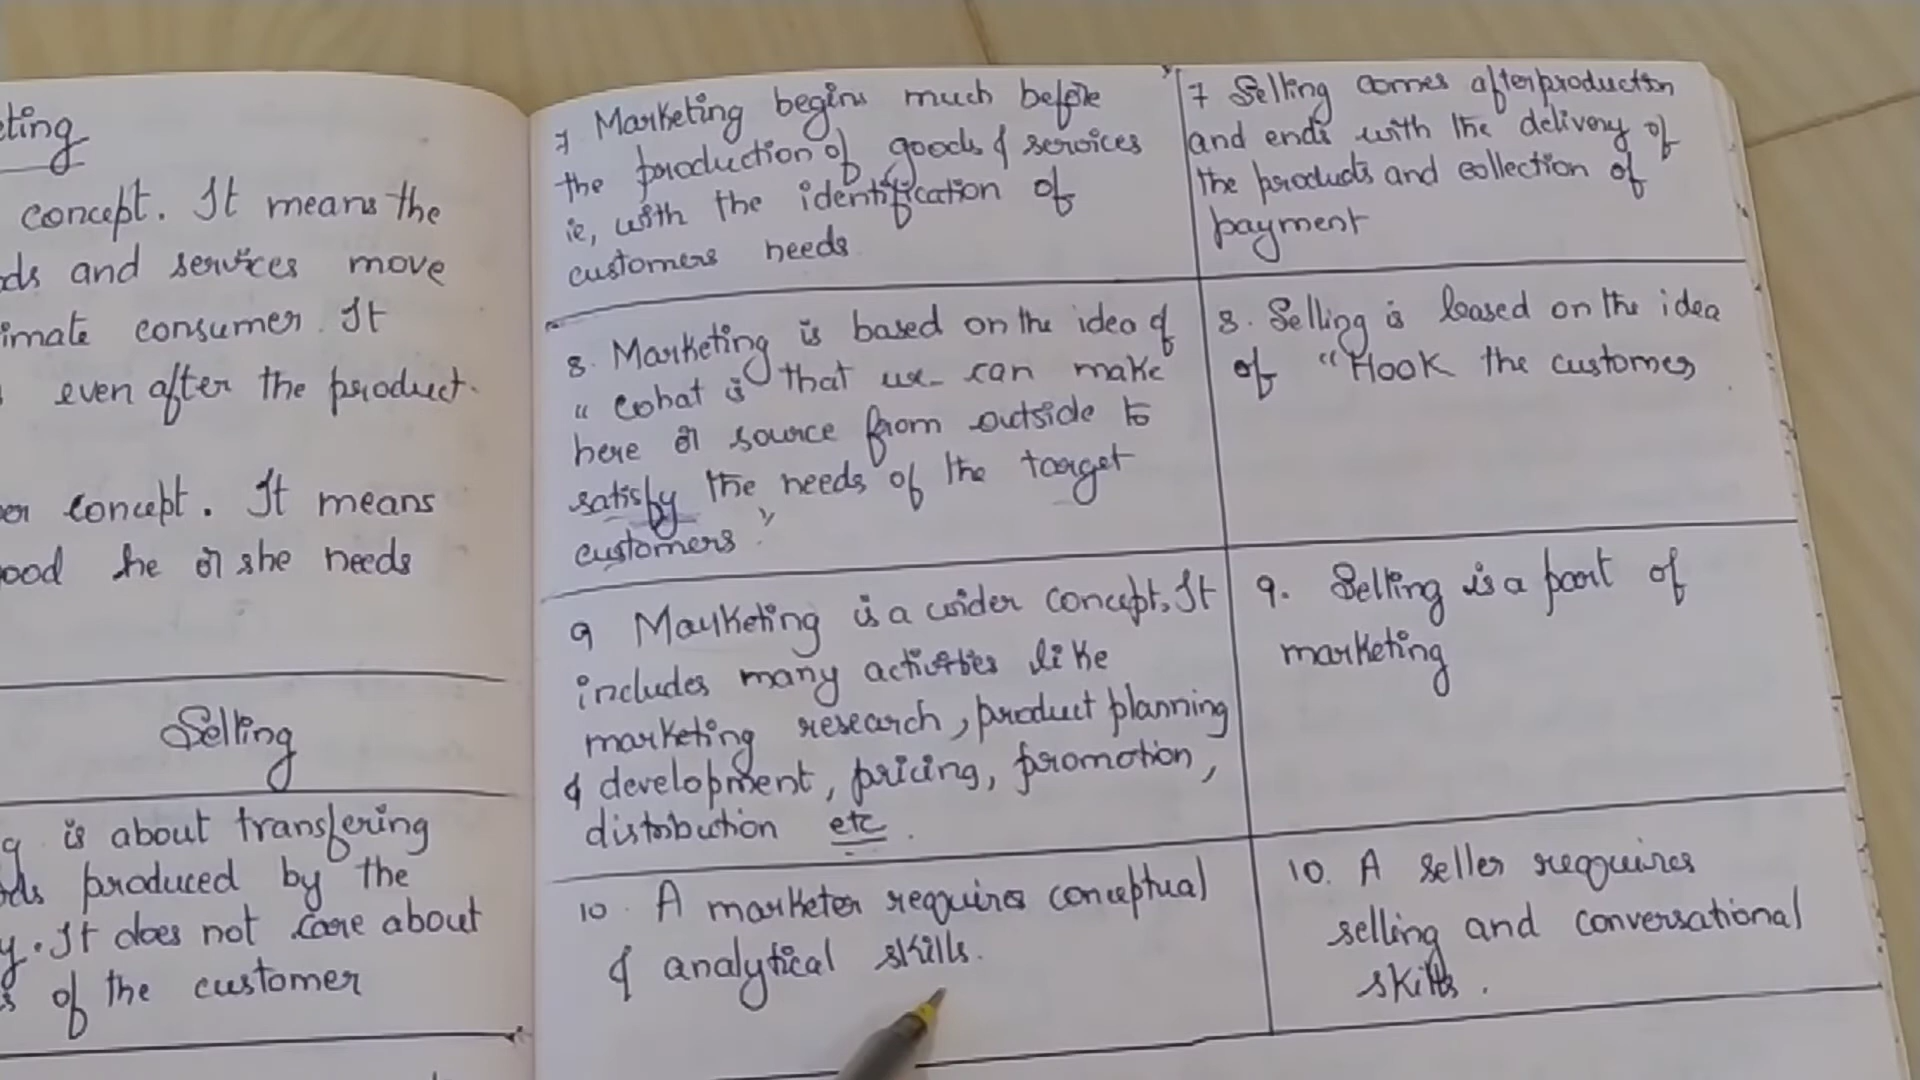 eting
concept. It means the
ds and services move
imate consumer. It
even after the product.
er concept. It means
ood he or she needs
Selling
g is about transfering
ds produced by the
y. It does not care about
s of the customer
7 Marketing begins much before
the production of goods & services
ie, with the identification of
customers needs
7 Selling comes after production
and ends with the delivery of
the products and collection of
payment
8. Marketing is based on the idea of
"what is that we can make
here or source from outside to
satisfy the needs of the target
customers."
8. Selling is based on the idea
of "Hook the customer
9 Marketing is a wider concept. It
includes many activities like
marketing research, product planning
& development, pricing, promotion,
distribution etc.
9. Selling is a part of
marketing
10. A marketer requires conceptual
& analytical skills.
10. A seller requires
selling and conversational
skills.